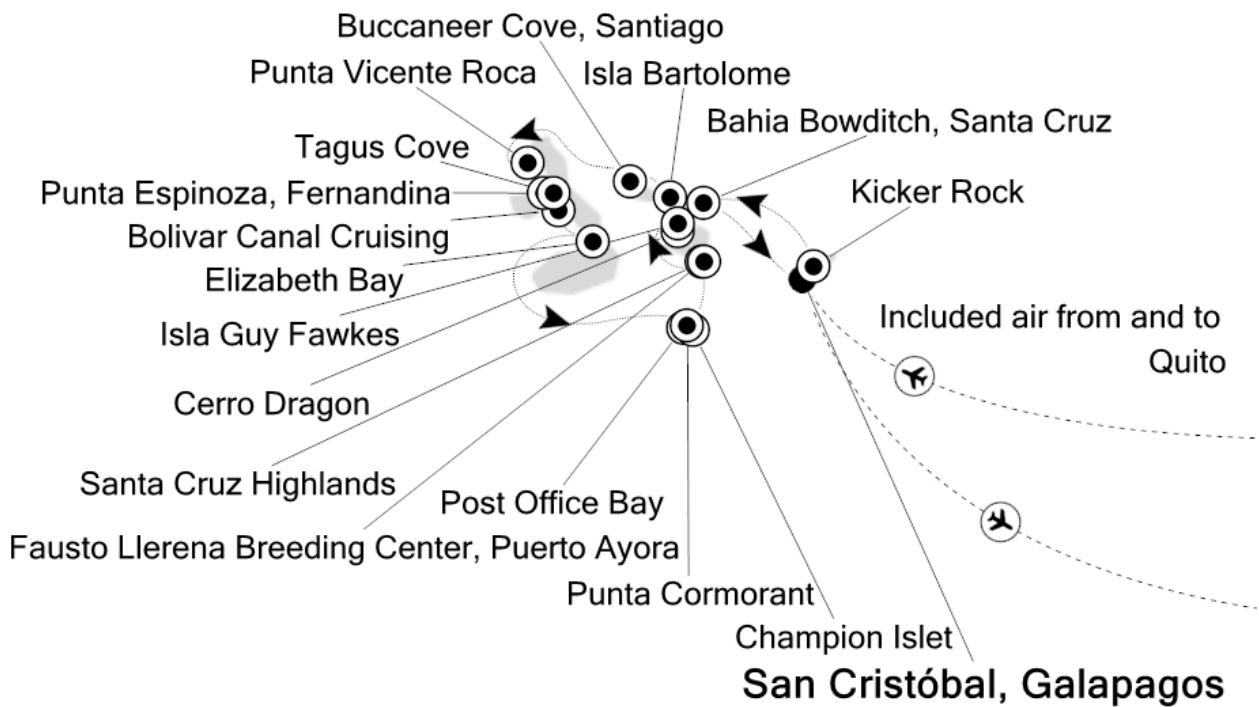 Buccaneer Cove, Santiago
Punta Vicente Roca
Isla Bartolome
Bahia Bowditch, Santa Cruz
Tagus Cove
Kicker Rock
Punta Espinoza, Fernandina
Bolivar Canal Cruising
Elizabeth Bay
Isla Guy Fawkes
Included air from and to
Quito
Cerro Dragon
Santa Cruz Highlands
Post Office Bay
Fausto Llerena Breeding Center, Puerto Ayora
Punta Cormorant
Champion Islet
San Cristóbal, Galapagos